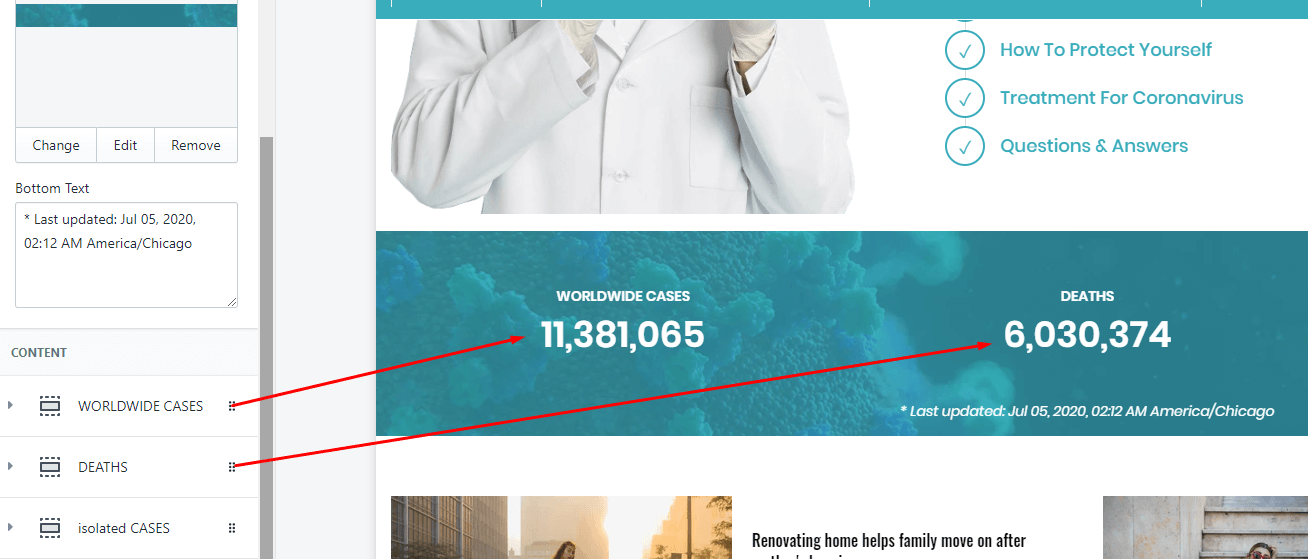 Change
Edit
Remove
Bottom Text
* Last updated: Jul 05, 2020,
02:12 AM America/Chicago
CONTENT
WORLDWIDE CASES
DEATHS
isolated CASES
How To Protect Yourself
Treatment For Coronavirus
Questions & Answers
WORLDWIDE CASES
11,381,065
DEATHS
6,030,374
* Last updated: Jul 05, 2020, 02:12 AM America/Chicago
Renovating home helps family move on after